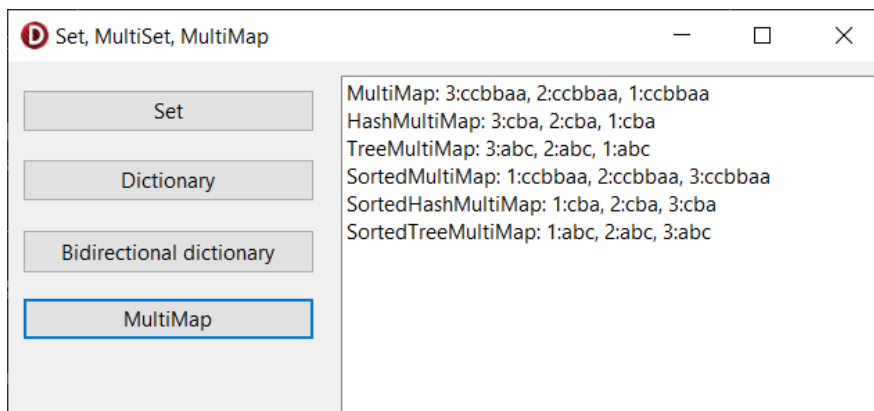 Set, MultiSet, MultiMap
Set
Dictionary
Bidirectional dictionary
MultiMap
MultiMap: 3:ccbbaa, 2:ccbbaa, 1:ccbbaa
HashMultiMap: 3:cba, 2:cba, 1:cba
TreeMultiMap: 3:abc, 2:abc, 1:abc
SortedMultiMap: 1:ccbbaa, 2:ccbbaa, 3:ccbbaa
SortedHashMultiMap: 1:cba, 2:cba, 3:cba
SortedTreeMultiMap: 1:abc, 2:abc, 3:abc